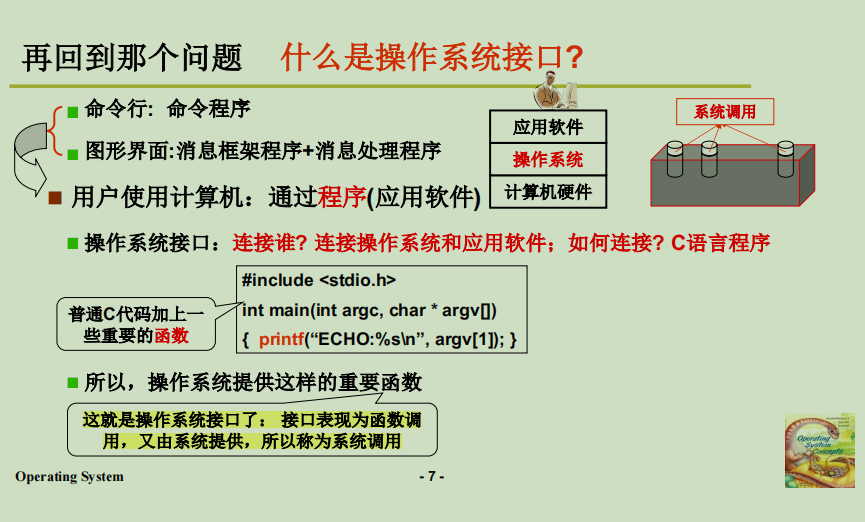 再回到那个问题 什么是操作系统接口?
命令行: 命令程序
图形界面:消息框架程序+消息处理程序
应用软件
操作系统
计算机硬件
系统调用
用户使用计算机：通过程序(应用软件)
操作系统接口：连接谁? 连接操作系统和应用软件；如何连接? C语言程序
#include <stdio.h>
int main(int argc, char * argv[])
{ printf(“ECHO:%s\n”, argv[1]); }
普通C代码加上一
些重要的函数
所以，操作系统提供这样的重要函数
这就是操作系统接口了： 接口表现为函数调
用，又由系统提供，所以称为系统调用
Operating System
- 7 -
Operating
System
Concepts